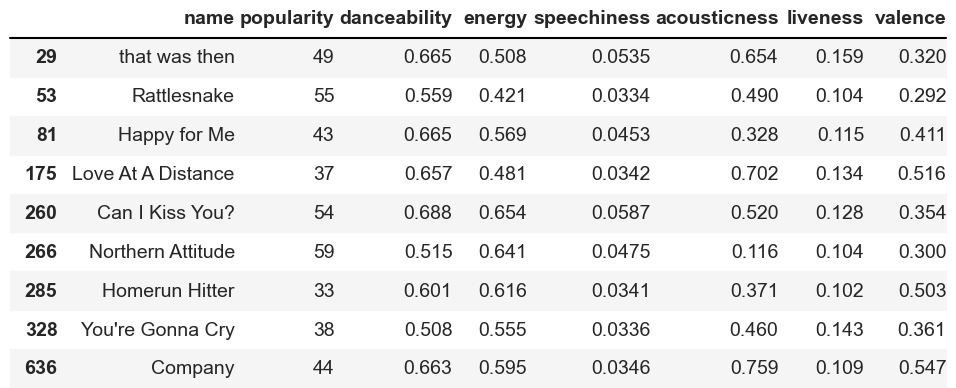 name popularity danceability energy speechiness acousticness liveness valence
29 that was then 49 0.665 0.508 0.0535 0.654 0.159 0.320
53 Rattlesnake 55 0.559 0.421 0.0334 0.490 0.104 0.292
81 Happy for Me 43 0.665 0.569 0.0453 0.328 0.115 0.411
175 Love At A Distance 37 0.657 0.481 0.0342 0.702 0.134 0.516
260 Can I Kiss You? 54 0.688 0.654 0.0587 0.520 0.128 0.354
266 Northern Attitude 59 0.515 0.641 0.0475 0.116 0.104 0.300
285 Homerun Hitter 33 0.601 0.616 0.0341 0.371 0.102 0.503
328 You're Gonna Cry 38 0.508 0.555 0.0336 0.460 0.143 0.361
636 Company 44 0.663 0.595 0.0346 0.759 0.109 0.547